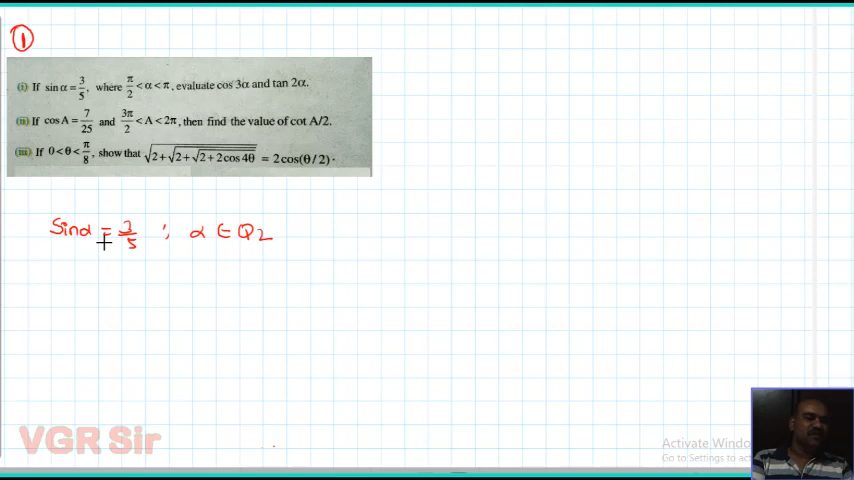 1
(i) If sin α = 3/5, where π/2 < α < π, evaluate cos 3α and tan 2α.
(ii) If cos A = 7/25 and 3π/2 < A < 2π, then find the value of cot A/2.
(iii) If 0 < θ < π/8, show that √(2+√(2+√(2+2cos 4θ))) = 2cos(θ/2).
Sinα = 3/5 ; α ∈ Q2
VGR Sir
Activate Windo
Go to Settings to act